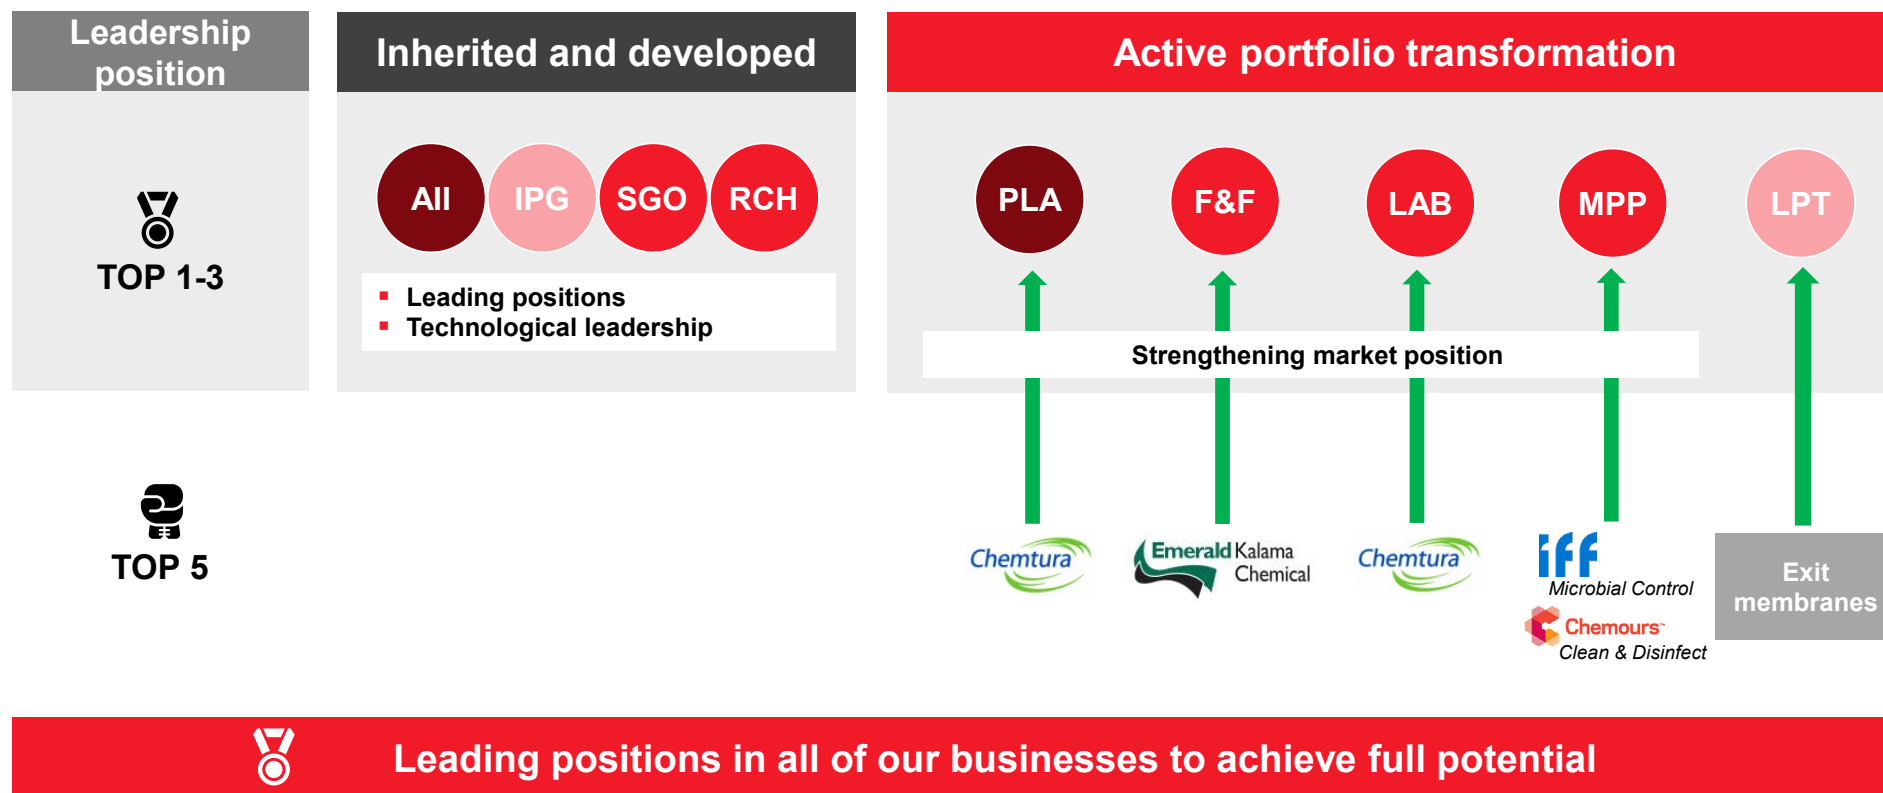 Leadership
position
Inherited and developed
Active portfolio transformation
TOP 1-3
AII
IPG
SGO
RCH
PLA
F&F
LAB
MPP
LPT
Leading positions
Technological leadership
Strengthening market position
TOP 5
Chemtura
Emerald Kalama
Chemical
Chemtura
iff
Microbial Control
Chemours™
Clean & Disinfect
Exit
membranes
Leading positions in all of our businesses to achieve full potential